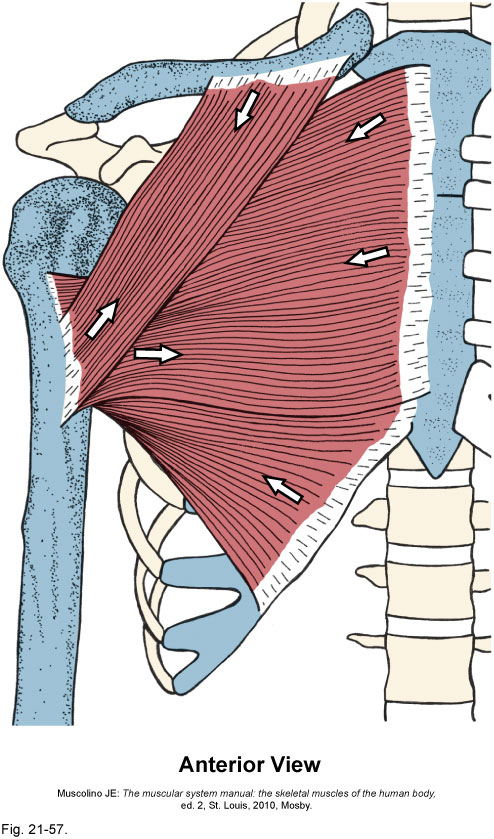 Anterior View
Muscolino JE: The muscular system manual: the skeletal muscles of the human body,
ed. 2, St. Louis, 2010, Mosby.
Fig. 21-57.